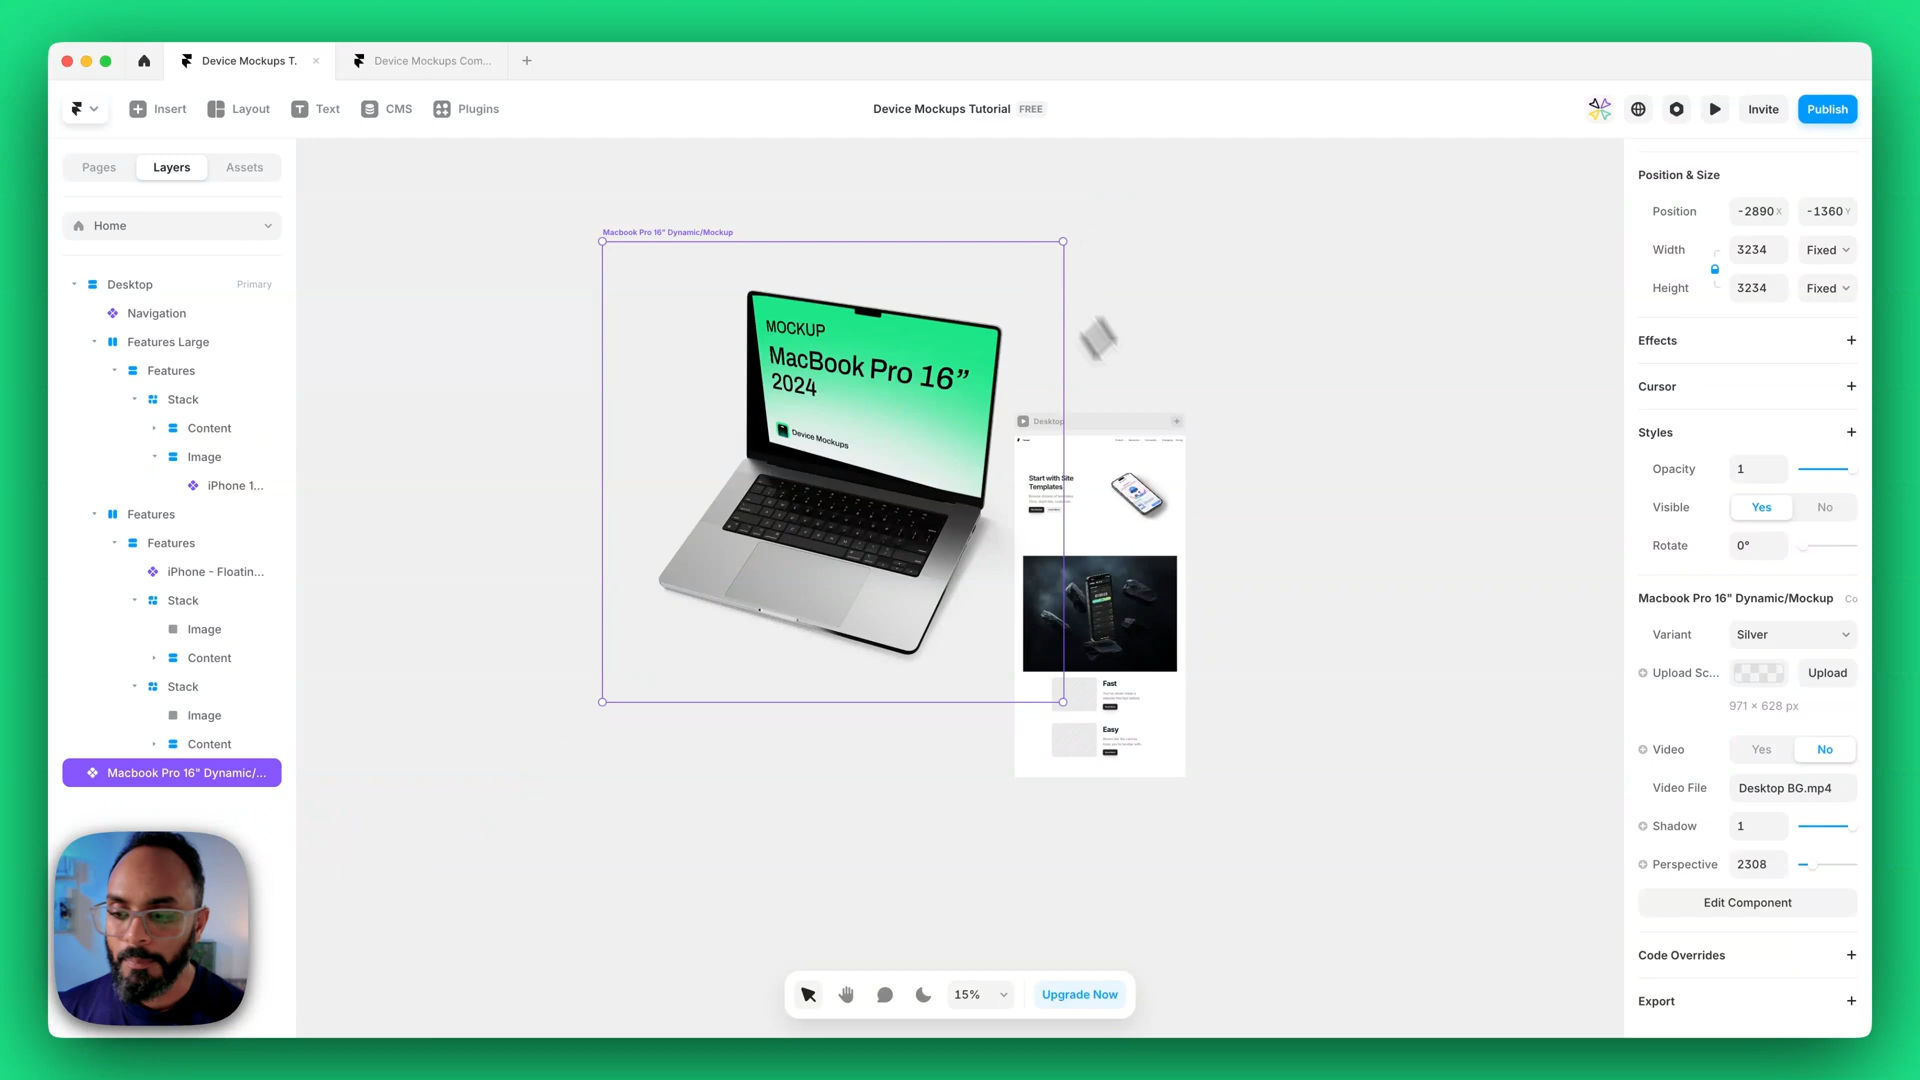 Device Mockups T.
Device Mockups Com...
Insert
Layout
Text
CMS
Plugins
Device Mockups Tutorial FREE
Invite
Publish
Pages
Layers
Assets
Home
Desktop
Primary
Navigation
Features Large
Features
Stack
Content
Image
iPhone 1...
Features
Features
iPhone - Floatin...
Stack
Image
Content
Stack
Image
Content
Macbook Pro 16" Dynamic/...
Macbook Pro 16" Dynamic/Mockup
MOCKUP
MacBook Pro 16”
2024
Device Mockups
Desktop
Start with Site
Templates
Fast
Easy
15%
Upgrade Now
Position & Size
Position
-2890 X
-1360 Y
Width
3234
Fixed
Height
3234
Fixed
Effects
Cursor
Styles
Opacity
1
Visible
Yes
No
Rotate
0°
Macbook Pro 16" Dynamic/Mockup Co
Variant
Silver
Upload Sc...
Upload
971 × 628 px
Video
Yes
No
Video File
Desktop BG.mp4
Shadow
1
Perspective
2308
Edit Component
Code Overrides
Export